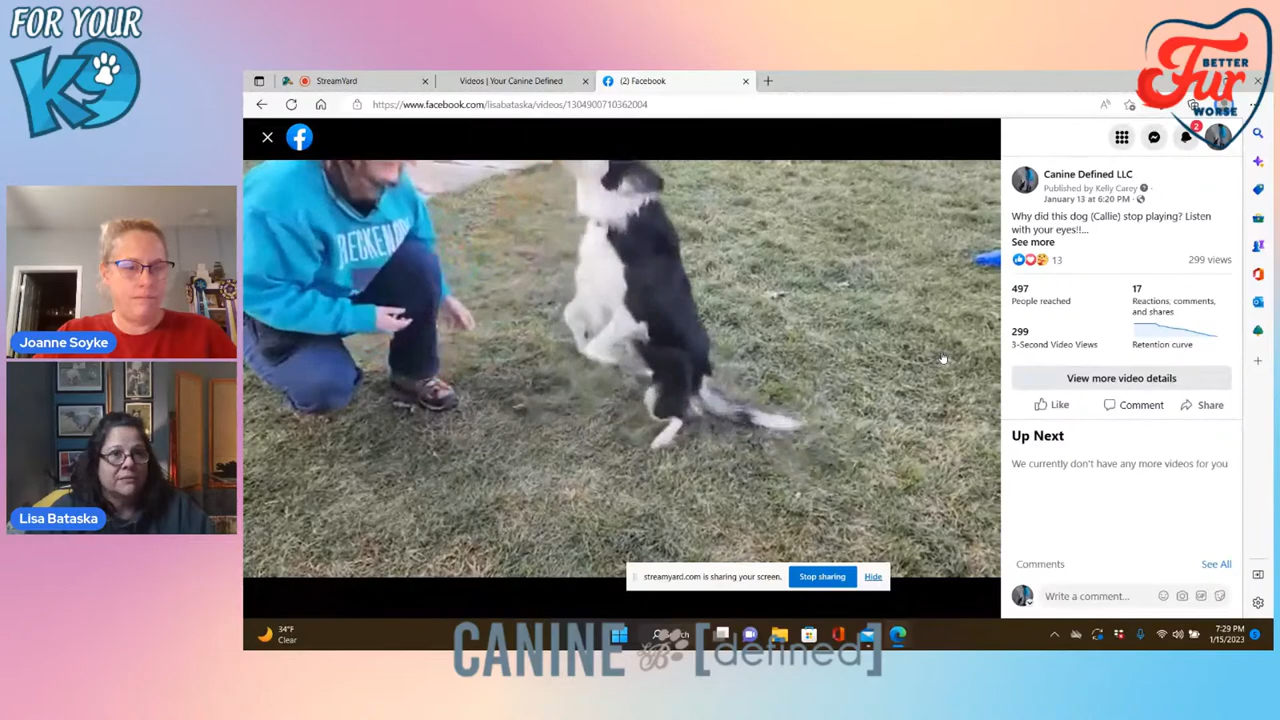 FOR YOUR
K9
BETTER
Fur
WORSE
StreamYard
Videos | Your Canine Defined
(2) Facebook
https://www.facebook.com/lisabataska/videos/1304900710362004
2
Canine Defined LLC
Published by Kelly Carey
January 13 at 6:20 PM
Why did this dog (Callie) stop playing? Listen
with your eyes!!...
See more
13
299 views
497
People reached
17
Reactions, comments,
and shares
299
3-Second Video Views
Retention curve
View more video details
Like
Comment
Share
Up Next
We currently don't have any more videos for you
Comments
See All
Write a comment...
Joanne Soyke
Lisa Bataska
streamyard.com is sharing your screen.
Stop sharing
Hide
34°F
Clear
7:29 PM
1/15/2023
CANINE [defined]